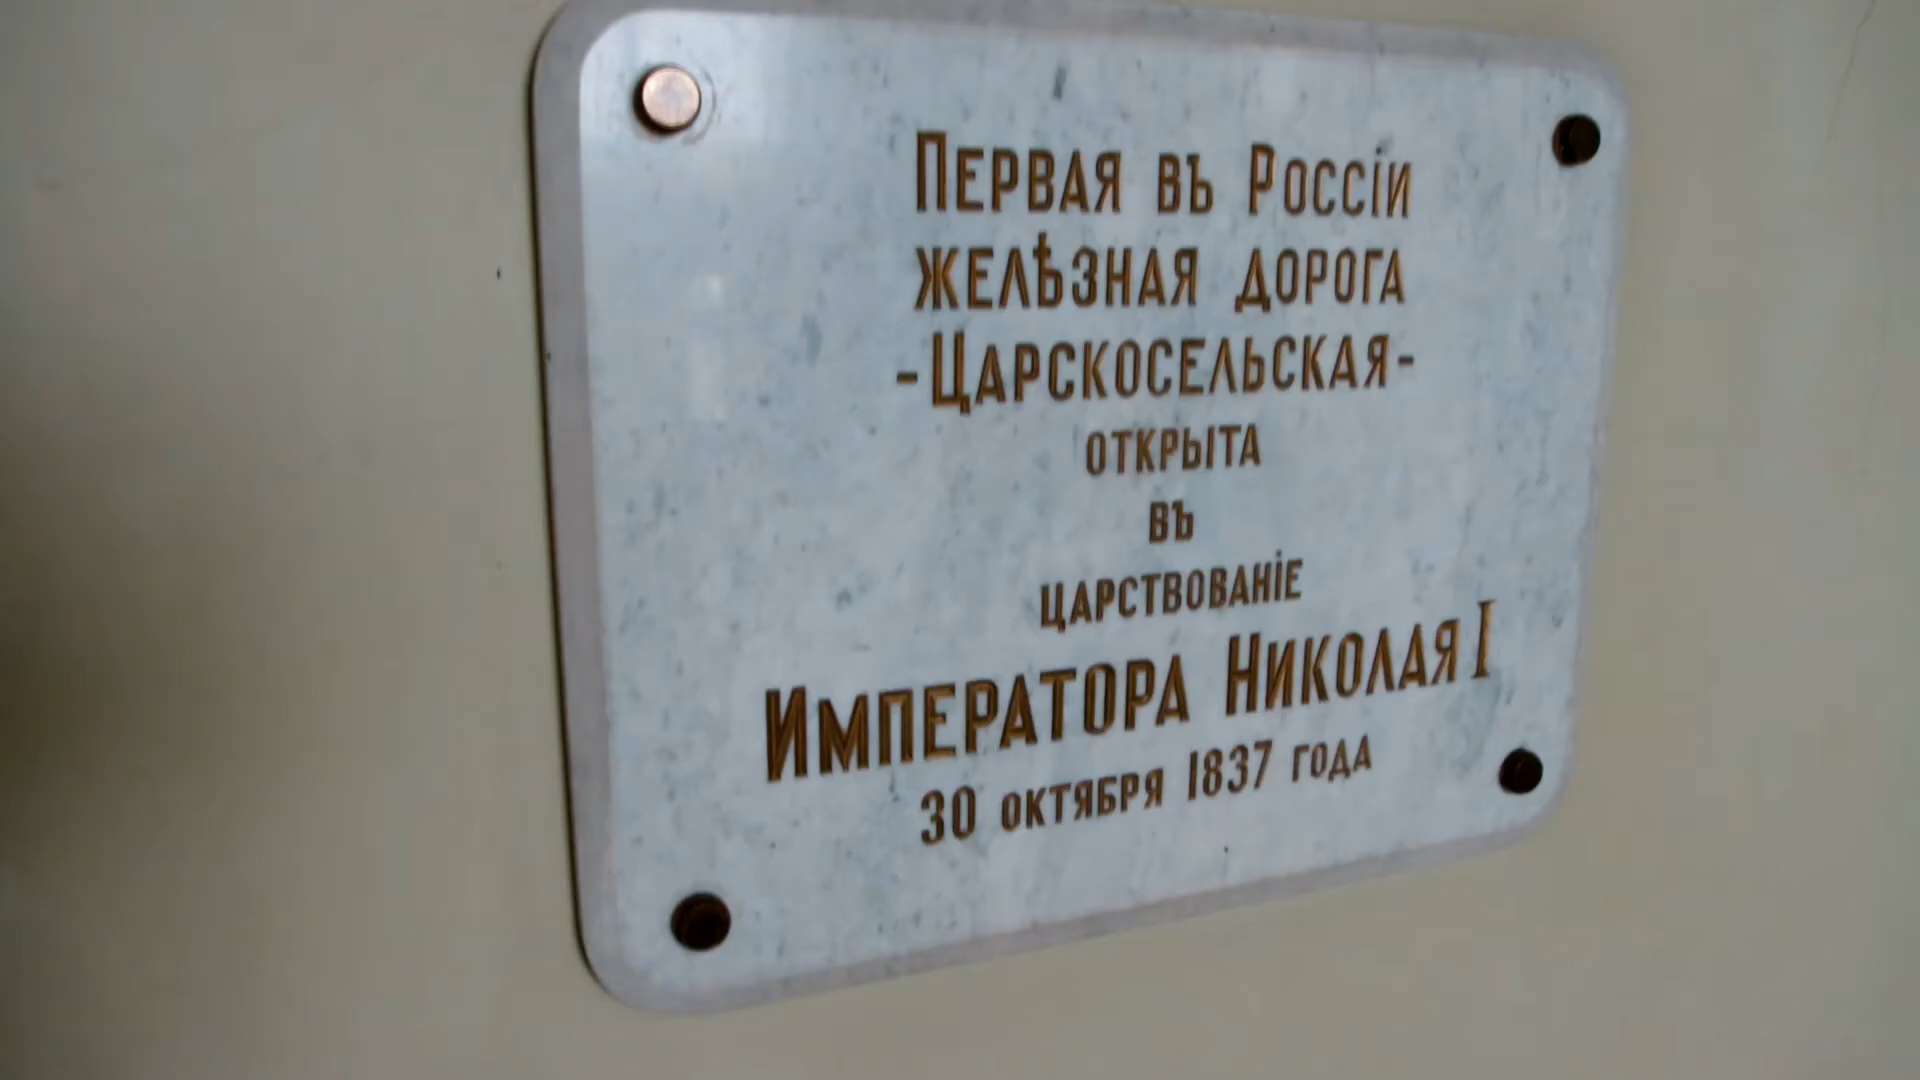 Первая въ Россіи
желѣзная дорога
-Царскосельская-
открыта
въ
царствованіе
Императора Николая I
30 октября 1837 года